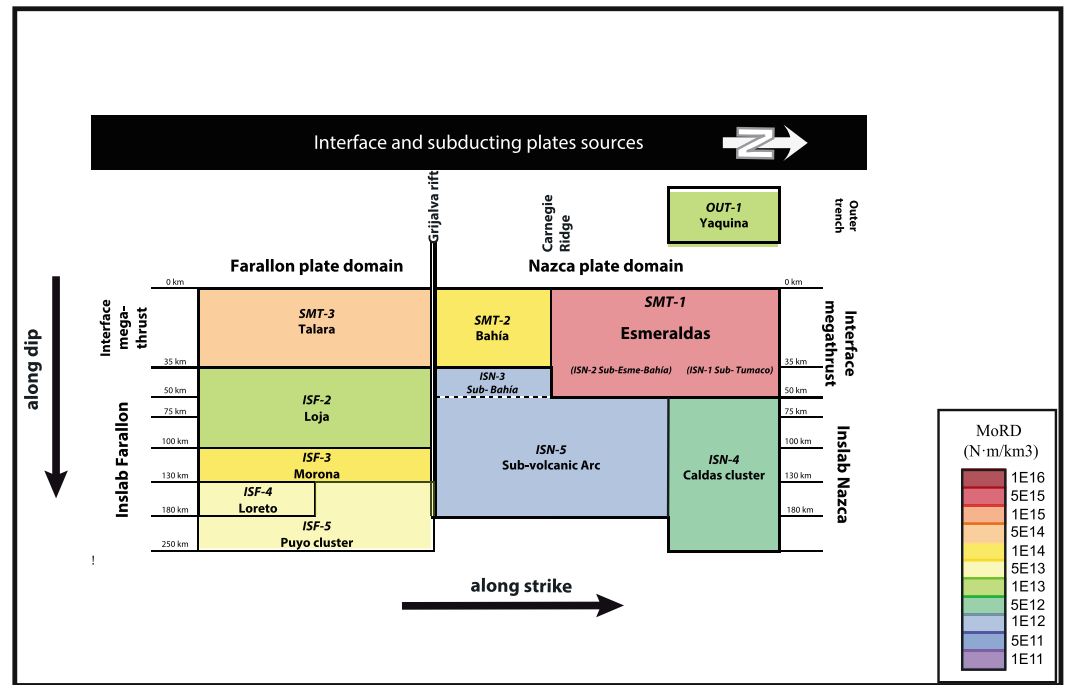 Interface and subducting plates sources
N
Grijalva rift
Carnegie
Ridge
OUT-1
Yaquina
Outer
trench
Farallon plate domain
Nazca plate domain
along dip
Interface
mega-
thrust
Inslab Farallon
0 km
35 km
50 km
75 km
100 km
130 km
180 km
250 km
SMT-3
Talara
SMT-2
Bahía
SMT-1
Esmeraldas
(ISN-2 Sub-Esme-Bahía)
(ISN-1 Sub- Tumaco)
ISF-2
Loja
ISN-3
Sub- Bahía
ISF-3
Morona
ISN-5
Sub-volcanic Arc
ISN-4
Caldas cluster
ISF-4
Loreto
ISF-5
Puyo cluster
0 km
35 km
50 km
75 km
100 km
130 km
180 km
Interface
megathrust
Inslab Nazca
!
along strike
MoRD
(N·m/km3)
1E16
5E15
1E15
5E14
1E14
5E13
1E13
5E12
1E12
5E11
1E11